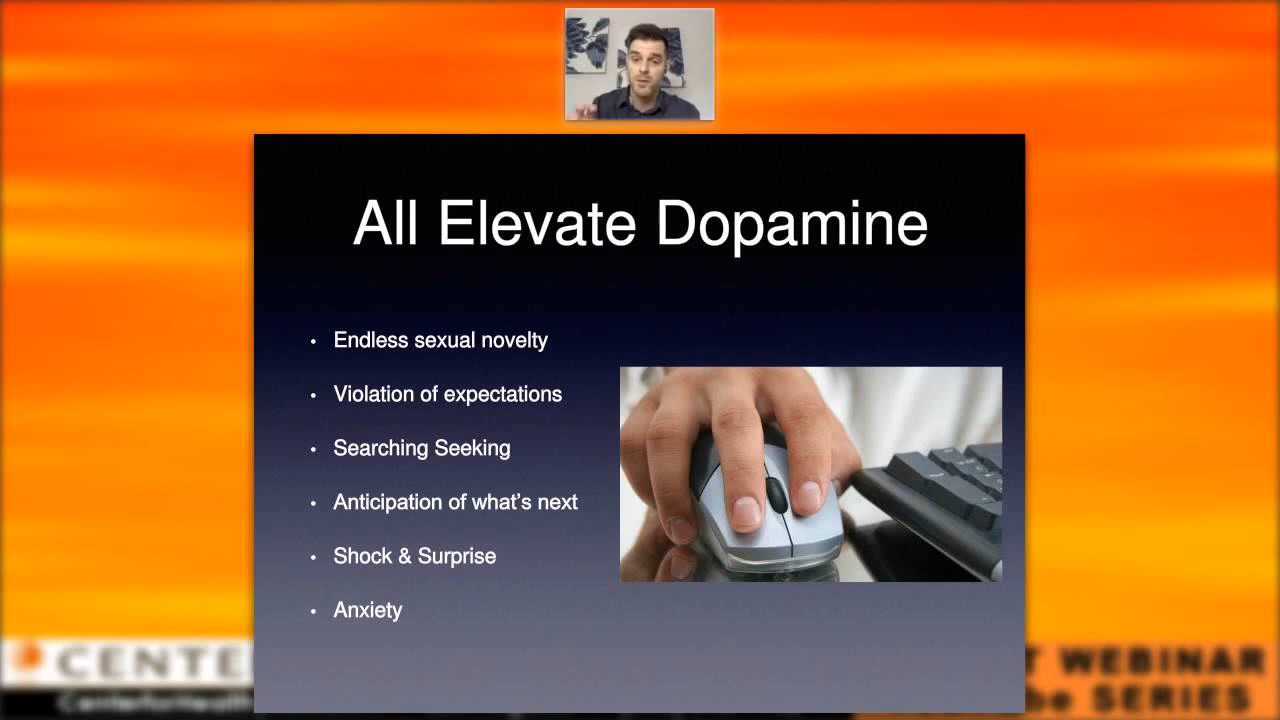 All Elevate Dopamine
• Endless sexual novelty
• Violation of expectations
• Searching Seeking
• Anticipation of what's next
• Shock & Surprise
• Anxiety
CENTE
T WEBINAR
SERIES